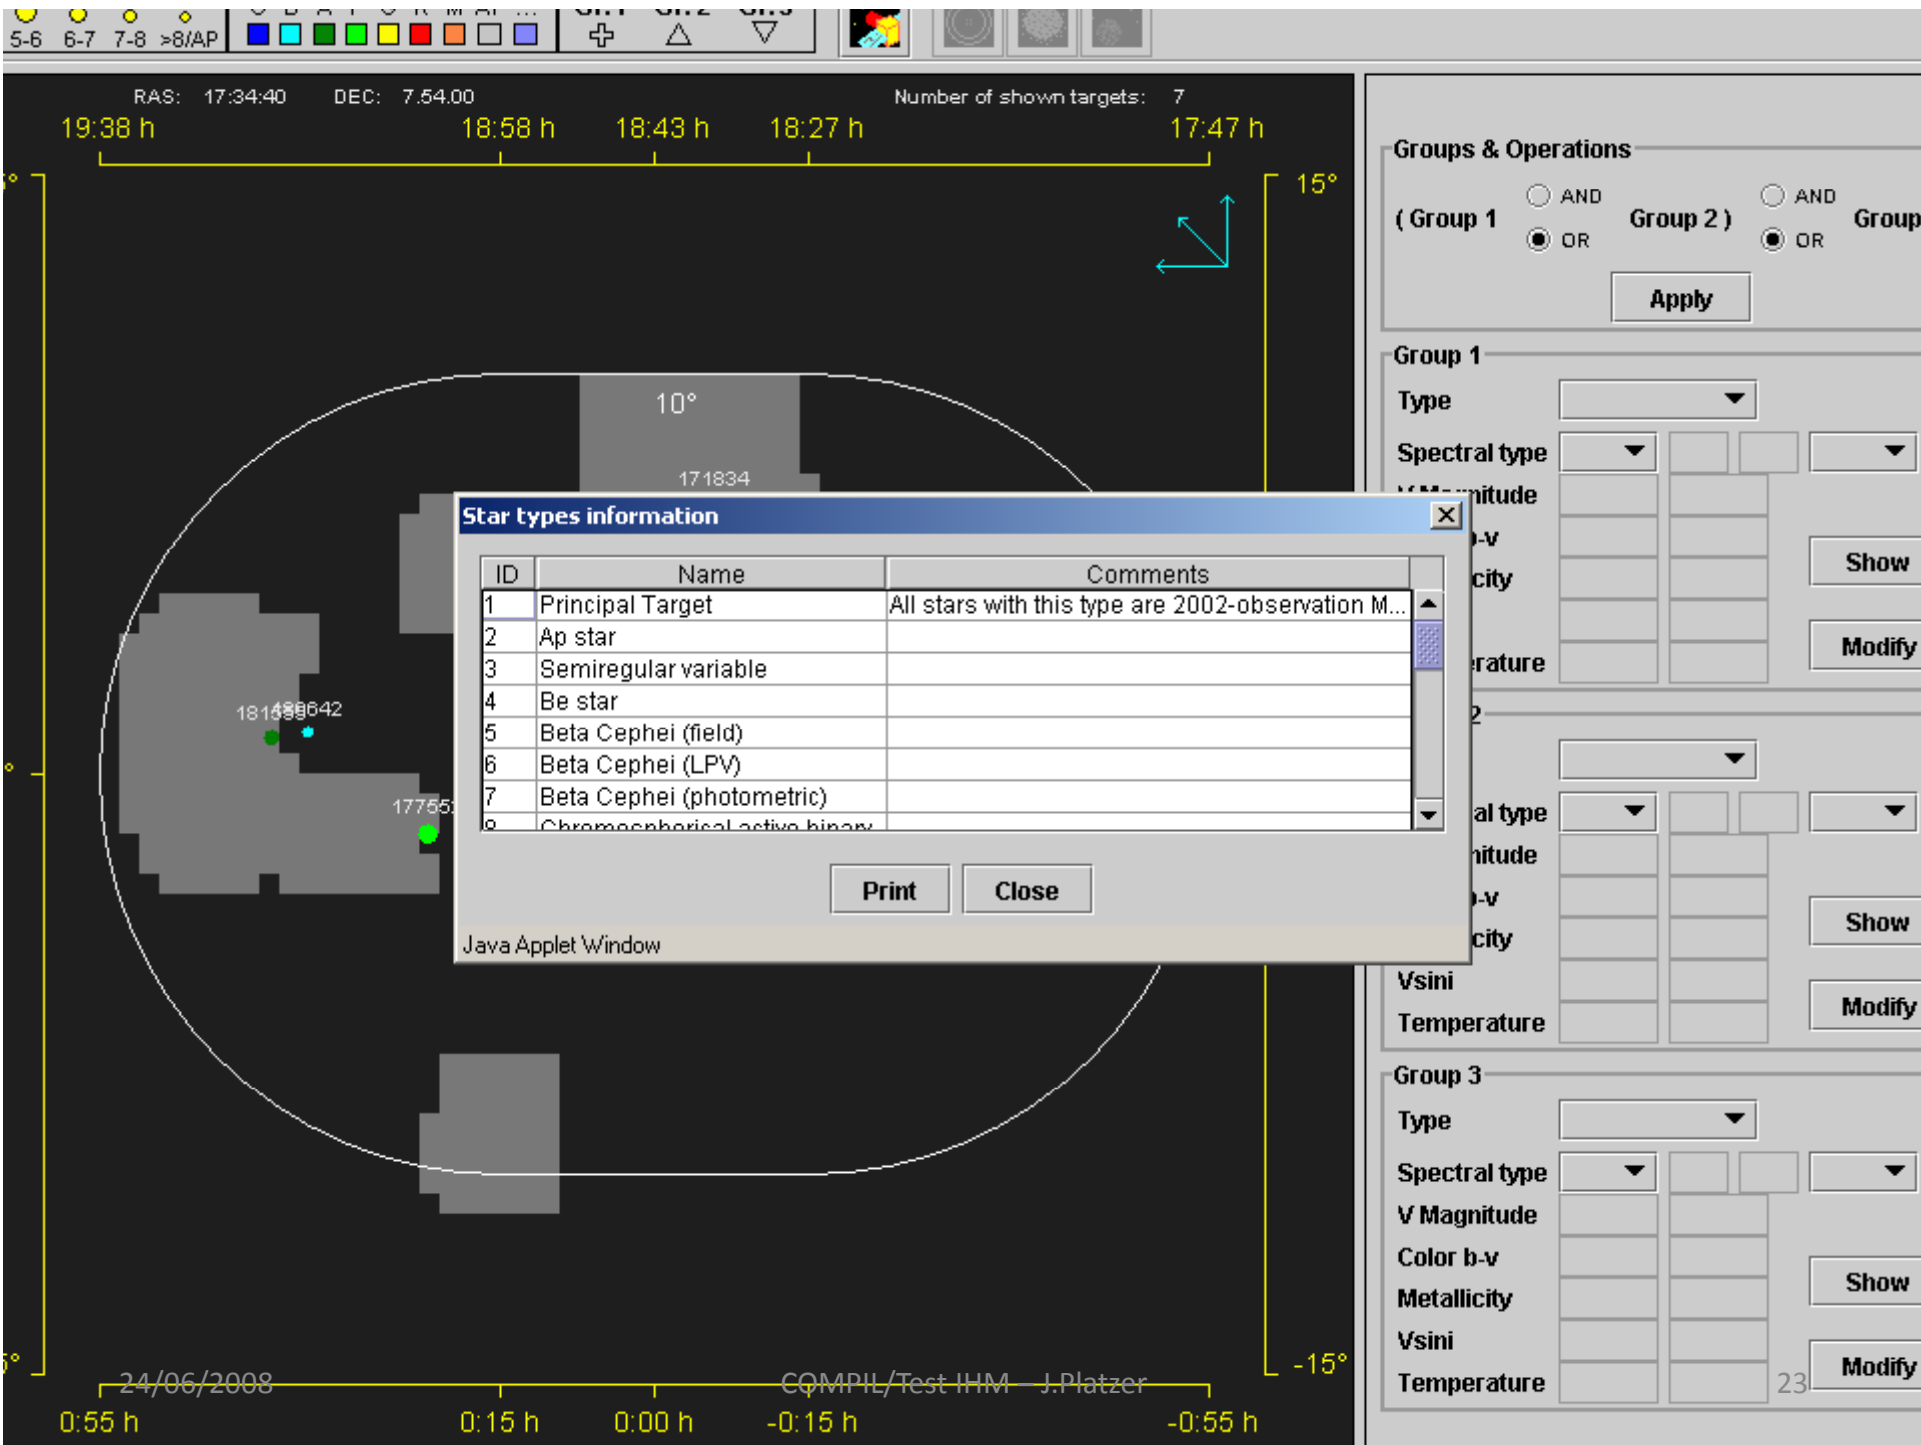 5-6 6-7 7-8 >8/AP
RAS: 17:34:40 DEC: 7.54.00 Number of shown targets: 7
19:38 h 18:58 h 18:43 h 18:27 h 17:47 h
15°
10°
171834
180642
17755
-15°
0:55 h 0:15 h 0:00 h -0:15 h -0:55 h
Groups & Operations
( Group 1 AND OR Group 2 ) AND OR Group
Apply
Group 1
Type
Spectral type
Show
Modify
Star types information
ID Name Comments
1 Principal Target All stars with this type are 2002-observation M...
2 Ap star
3 Semiregular variable
4 Be star
5 Beta Cephei (field)
6 Beta Cephei (LPV)
7 Beta Cephei (photometric)
8 Chromospherical active binary
Print Close
Java Applet Window
Show
Vsini
Modify
Temperature
Group 3
Type
Spectral type
V Magnitude
Color b-v
Show
Metallicity
Vsini
Modify
Temperature
24/06/2008 COMPIL/Test IHM – J.Platzer 23